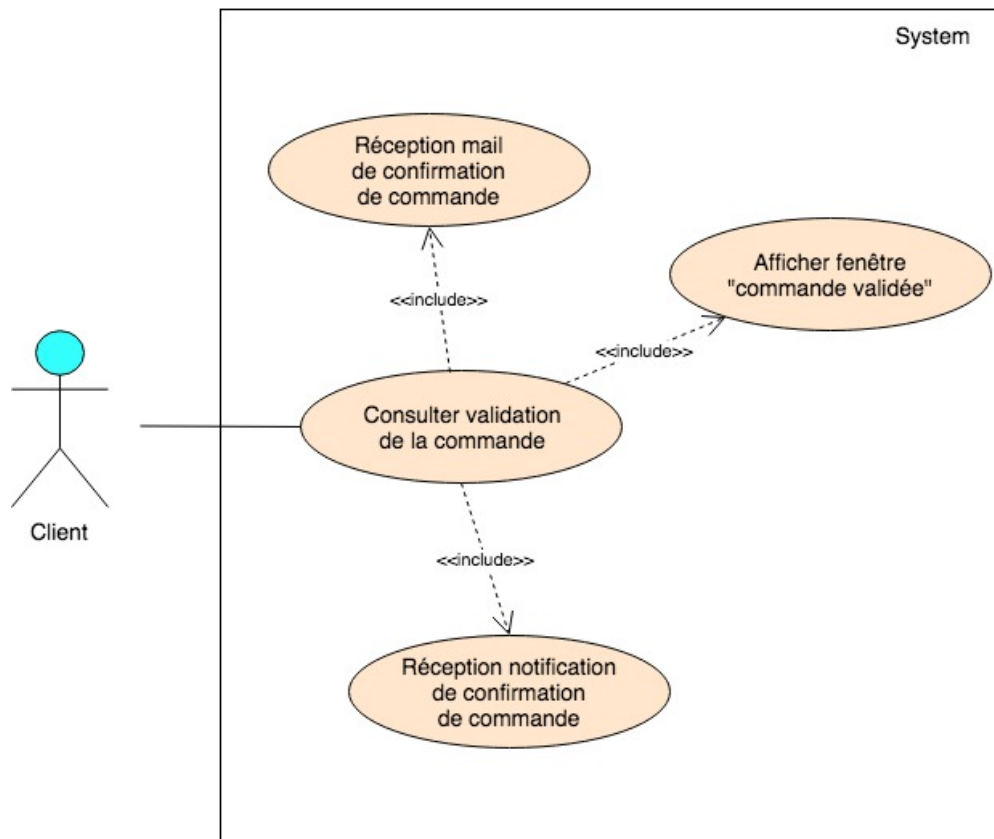 System
Réception mail
de confirmation
de commande
Afficher fenêtre
"commande validée"
<<include>>
<<include>>
Consulter validation
de la commande
Client
<<include>>
Réception notification
de confirmation
de commande